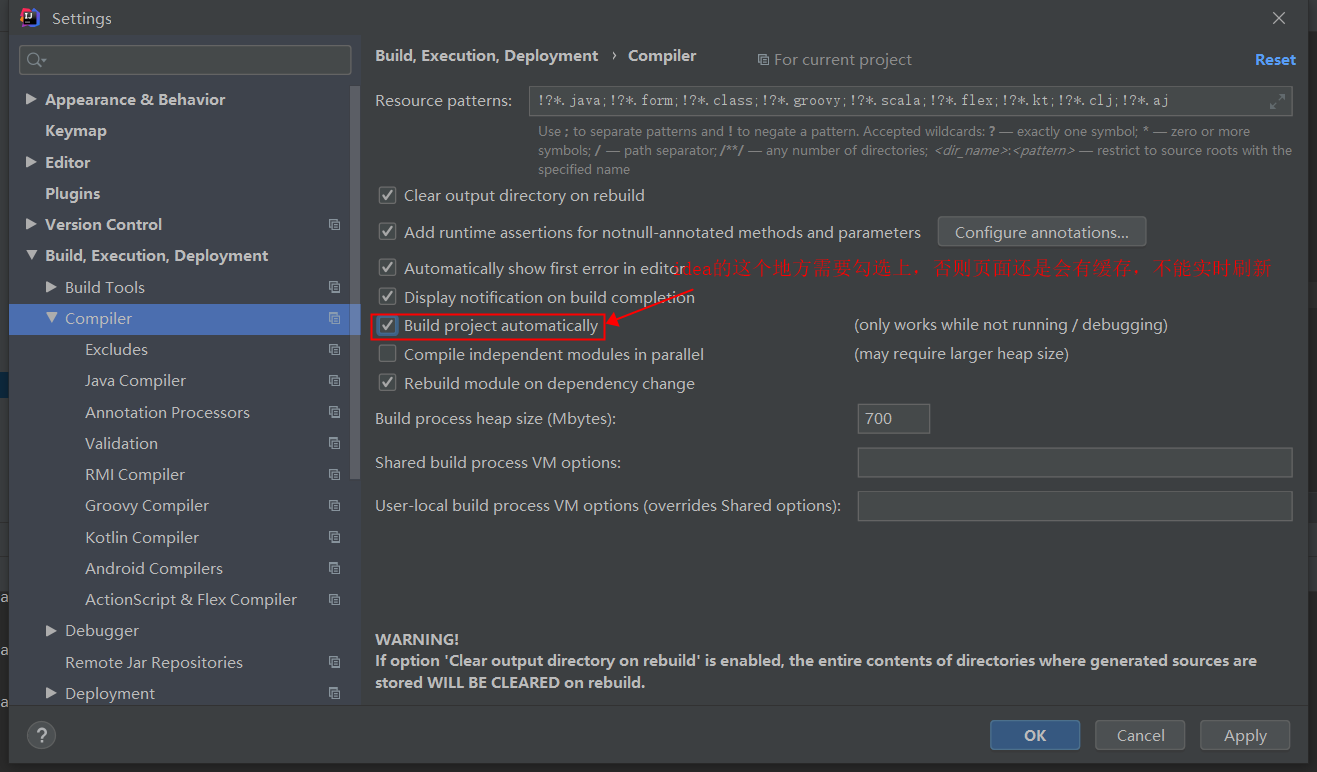 Settings
Appearance & Behavior
Keymap
Editor
Plugins
Version Control
Build, Execution, Deployment
Build Tools
Compiler
Excludes
Java Compiler
Annotation Processors
Validation
RMI Compiler
Groovy Compiler
Kotlin Compiler
Android Compilers
ActionScript & Flex Compiler
Debugger
Remote Jar Repositories
Deployment
Build, Execution, Deployment › Compiler
For current project
Reset
Resource patterns:
!?*.java;!?*.form;!?*.class;!?*.groovy;!?*.scala;!?*.flex;!?*.kt;!?*.clj;!?*.aj
Use ; to separate patterns and ! to negate a pattern. Accepted wildcards: ? — exactly one symbol; * — zero or more
symbols; / — path separator; /**/ — any number of directories; <dir_name>:<pattern> — restrict to source roots with the
specified name
Clear output directory on rebuild
Add runtime assertions for notnull-annotated methods and parameters
Configure annotations...
Automatically show first error in editor
idea的这个地方需要勾选上，否则页面还是会有缓存，不能实时刷新
Display notification on build completion
Build project automatically
(only works while not running / debugging)
Compile independent modules in parallel
(may require larger heap size)
Rebuild module on dependency change
Build process heap size (Mbytes):
700
Shared build process VM options:
User-local build process VM options (overrides Shared options):
WARNING!
If option 'Clear output directory on rebuild' is enabled, the entire contents of directories where generated sources are
stored WILL BE CLEARED on rebuild.
?
OK
Cancel
Apply